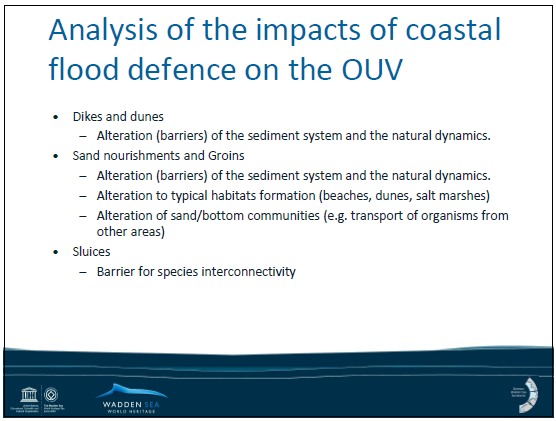 Analysis of the impacts of coastal
flood defence on the OUV
• Dikes and dunes
– Alteration (barriers) of the sediment system and the natural dynamics.
• Sand nourishments and Groins
– Alteration (barriers) of the sediment system and the natural dynamics.
– Alteration to typical habitats formation (beaches, dunes, salt marshes)
– Alteration of sand/bottom communities (e.g. transport of organisms from
other areas)
• Sluices
– Barrier for species interconnectivity
WADDEN SEA
WORLD HERITAGE